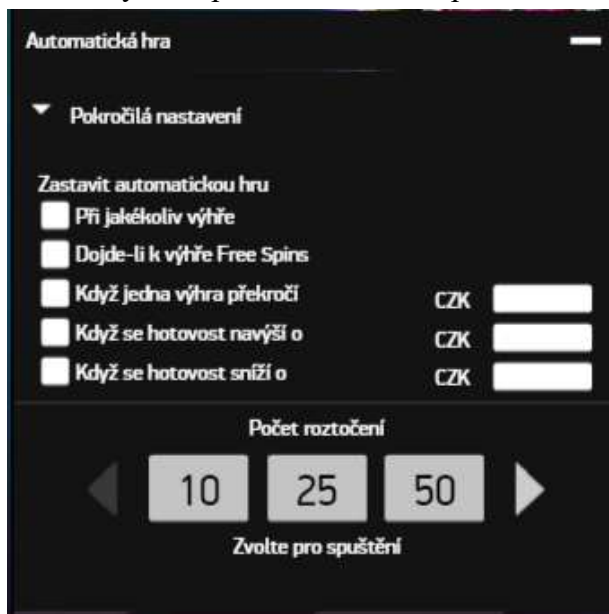 Automatická hra
Pokročilá nastavení
Zastavit automatickou hru
Při jakékoliv výhře
Dojde-li k výhře Free Spins
Když jedna výhra překročí CZK
Když se hotovost navýší o CZK
Když se hotovost sníží o CZK
Počet roztočení
10 25 50
Zvolte pro spuštění